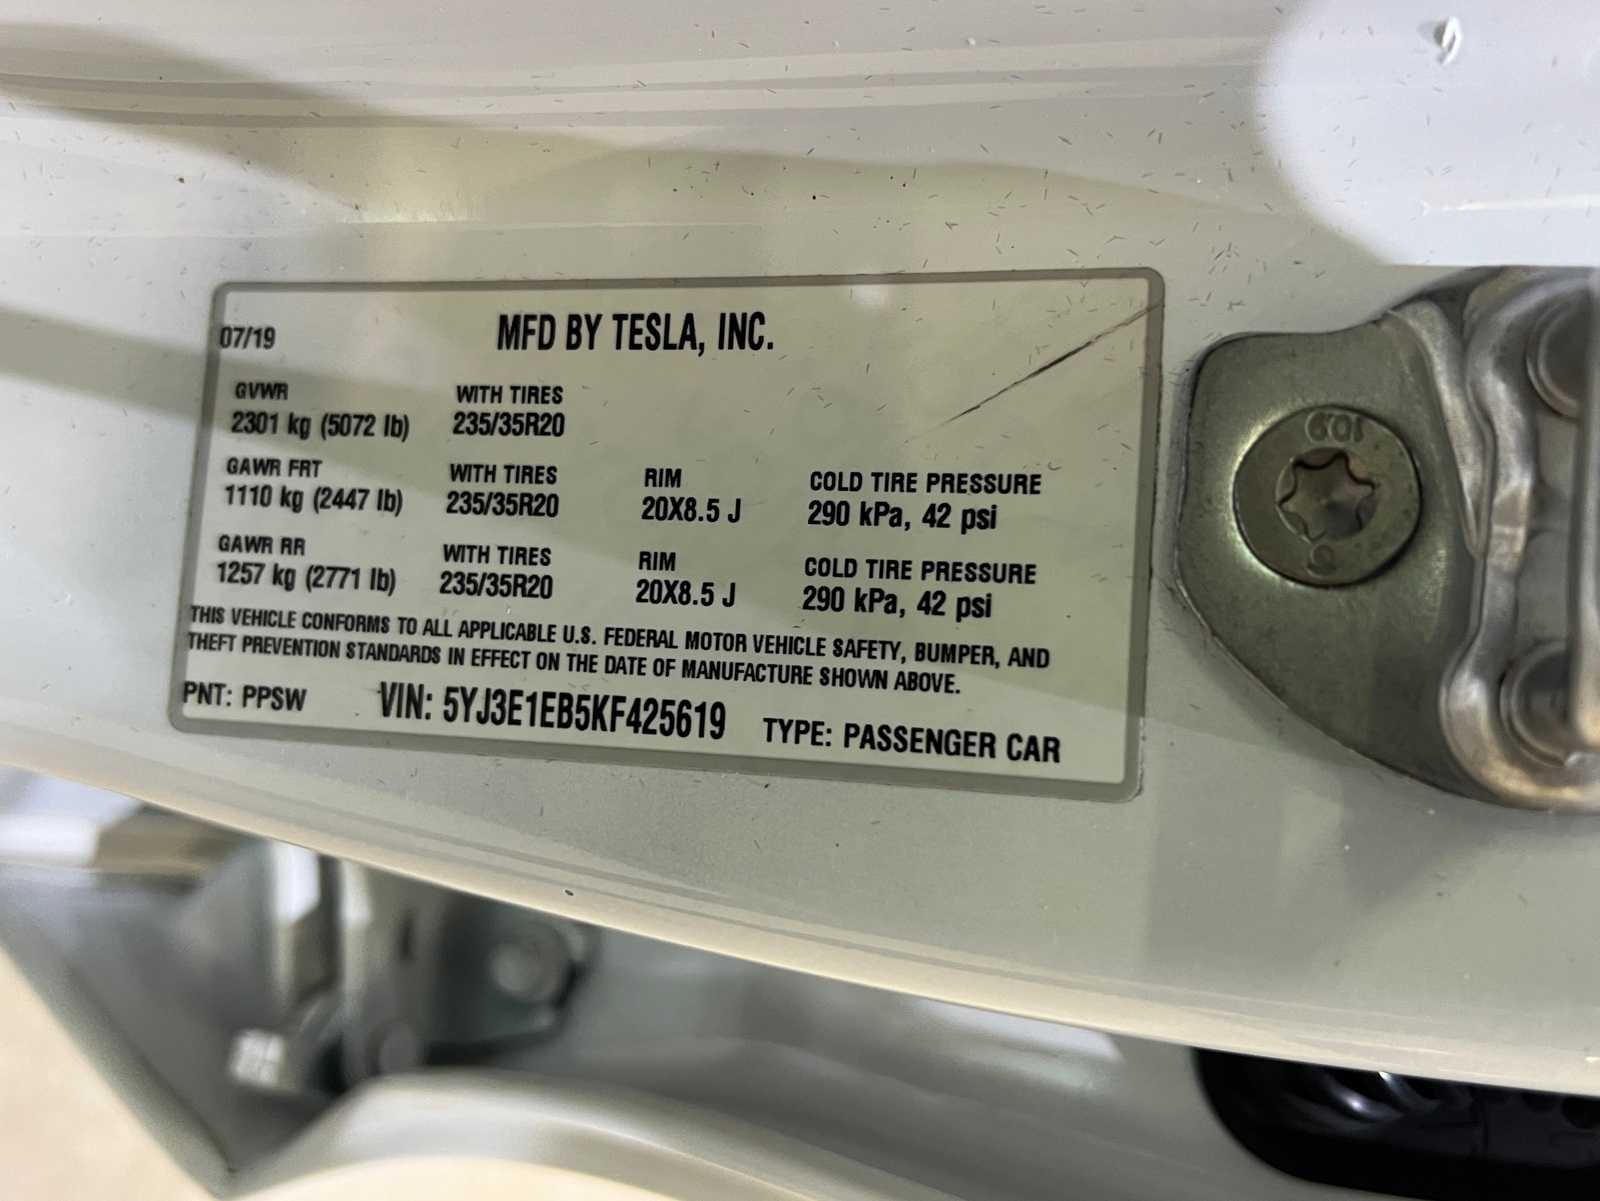 07/19 MFD BY TESLA, INC.
GVWR WITH TIRES
2301 kg (5072 lb) 235/35R20
GAWR FRT WITH TIRES RIM COLD TIRE PRESSURE
1110 kg (2447 lb) 235/35R20 20X8.5 J 290 kPa, 42 psi
GAWR RR WITH TIRES RIM COLD TIRE PRESSURE
1257 kg (2771 lb) 235/35R20 20X8.5 J 290 kPa, 42 psi
THIS VEHICLE CONFORMS TO ALL APPLICABLE U.S. FEDERAL MOTOR VEHICLE SAFETY, BUMPER, AND
THEFT PREVENTION STANDARDS IN EFFECT ON THE DATE OF MANUFACTURE SHOWN ABOVE.
PNT: PPSW VIN: 5YJ3E1EB5KF425619 TYPE: PASSENGER CAR
10.9
8